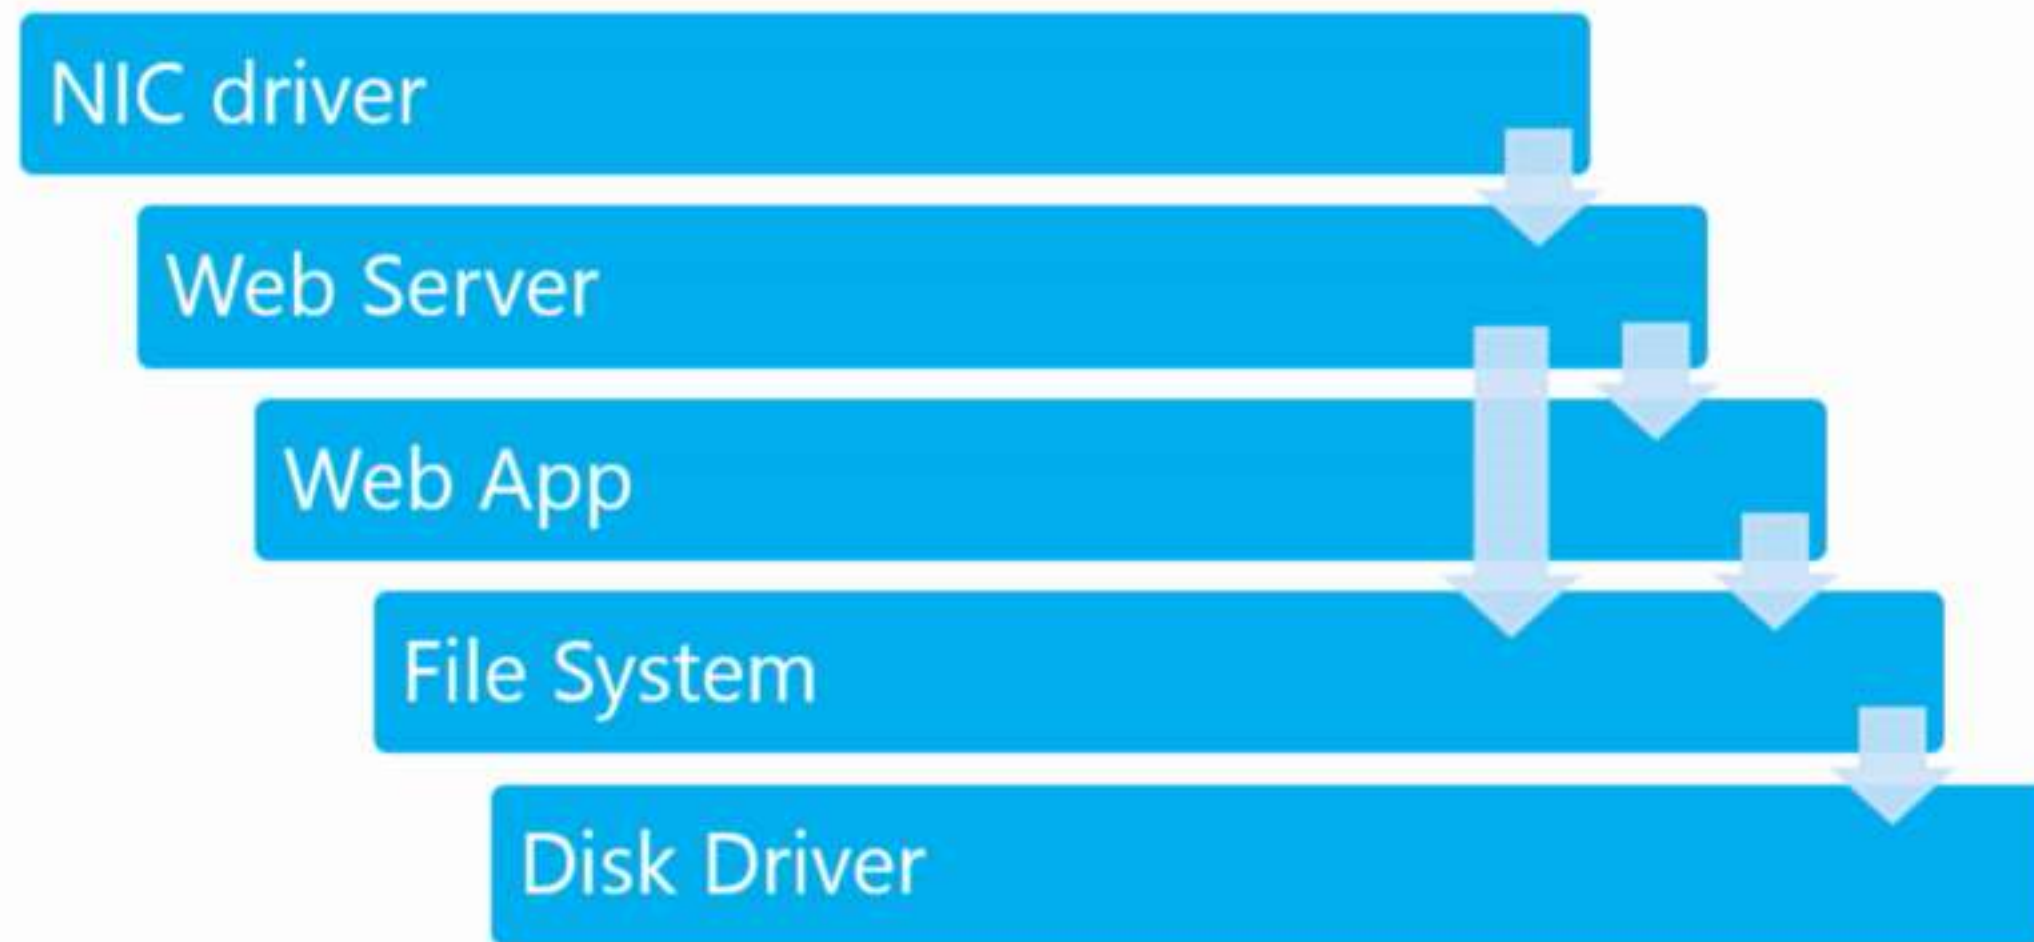 NIC driver
Web Server
Web App
File System
Disk Driver